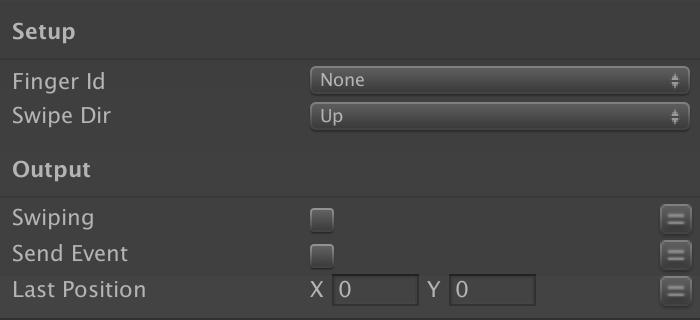 Setup
Finger Id None
Swipe Dir Up
Output
Swiping
Send Event
Last Position X 0 Y 0